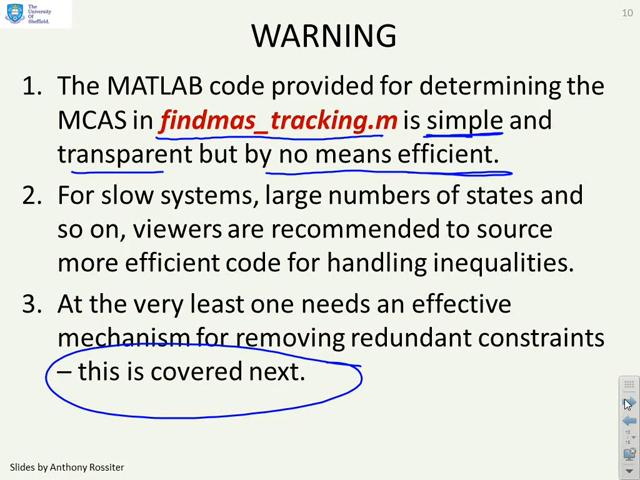 The
University
Of
Sheffield.
10
WARNING
1. The MATLAB code provided for determining the
MCAS in findmas_tracking.m is simple and
transparent but by no means efficient.
2. For slow systems, large numbers of states and
so on, viewers are recommended to source
more efficient code for handling inequalities.
3. At the very least one needs an effective
mechanism for removing redundant constraints
– this is covered next.
Slides by Anthony Rossiter